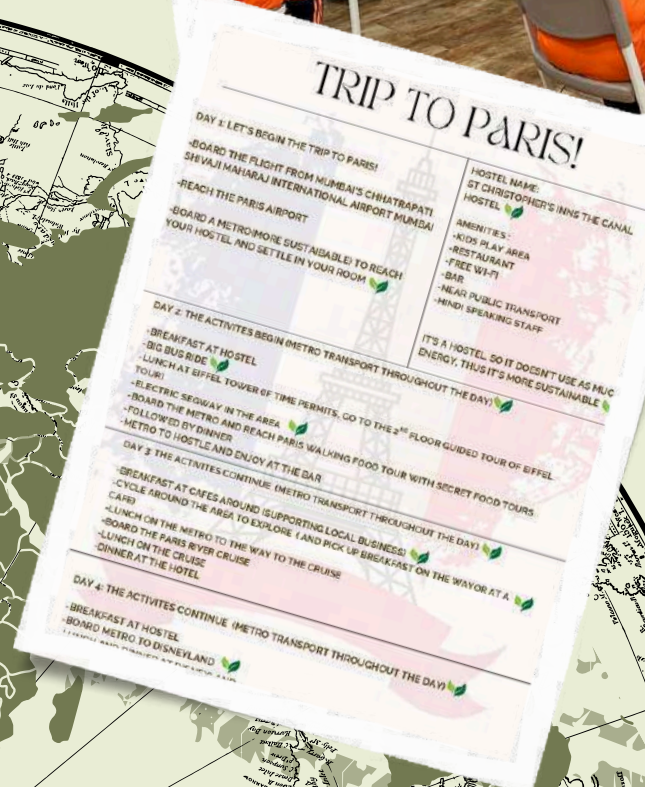 TRIP TO PARIS!
DAY 1: LET'S BEGIN THE TRIP TO PARIS!
-BOARD THE FLIGHT FROM MUMBAI'S CHHATRAPATI
SHIVAJI MAHARAJ INTERNATIONAL AIRPORT MUMBAI
-REACH THE PARIS AIRPORT
-BOARD A METRO(MORE SUSTAIBABLE) TO REACH
YOUR HOSTEL AND SETTLE IN YOUR ROOM
HOSTEL NAME:
ST CHRISTOPHER'S INNS THE CANAL
HOSTEL
AMENITIES:
-KIDS PLAY AREA
-RESTAURANT
-FREE WI-FI
-BAR
-NEAR PUBLIC TRANSPORT
-HINDI SPEAKING STAFF
IT'S A HOSTEL, SO IT DOESN'T USE AS MUC
ENERGY, THUS IT'S MORE SUSTAINABLE
DAY 2: THE ACTIVITES BEGIN (METRO TRANSPORT THROUGHOUT THE DAY)
-BREAKFAST AT HOSTEL
-BIG BUS RIDE
-LUNCH AT EIFFEL TOWER (IF TIME PERMITS, GO TO THE 2ND FLOOR GUIDED TOUR OF EIFFEL
TOUR)
-ELECTRIC SEGWAY IN THE AREA
-BOARD THE METRO AND REACH PARIS WALKING FOOD TOUR WITH SECRET FOOD TOURS
-FOLLOWED BY DINNER
-METRO TO HOSTLE AND ENJOY AT THE BAR
DAY 3: THE ACTIVITES CONTINUE (METRO TRANSPORT THROUGHOUT THE DAY)
-BREAKFAST AT CAFES AROUND (SUPPORTING LOCAL BUSINESS)
-CYCLE AROUND THE AREA TO EXPLORE (AND PICK UP BREAKFAST ON THE WAY OR AT A
CAFE)
-LUNCH ON THE METRO TO THE WAY TO THE CRUISE
-BOARD THE PARIS RIVER CRUISE
-LUNCH ON THE CRUISE
-DINNER AT THE HOTEL
DAY 4: THE ACTIVITES CONTINUE (METRO TRANSPORT THROUGHOUT THE DAY)
-BREAKFAST AT HOSTEL
-BOARD METRO TO DISNEYLAND